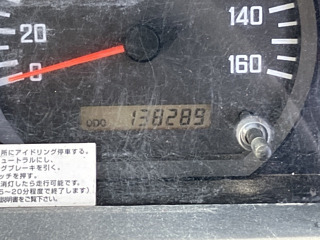 20
0
140
160
ODO 138289
所にアイドリング停車する。
ュートラルにし、
グブレーキを引く。
ッチを押す。
消灯したら走行可能です。
5～20分程度で終了します)
説明書をご覧下さい。